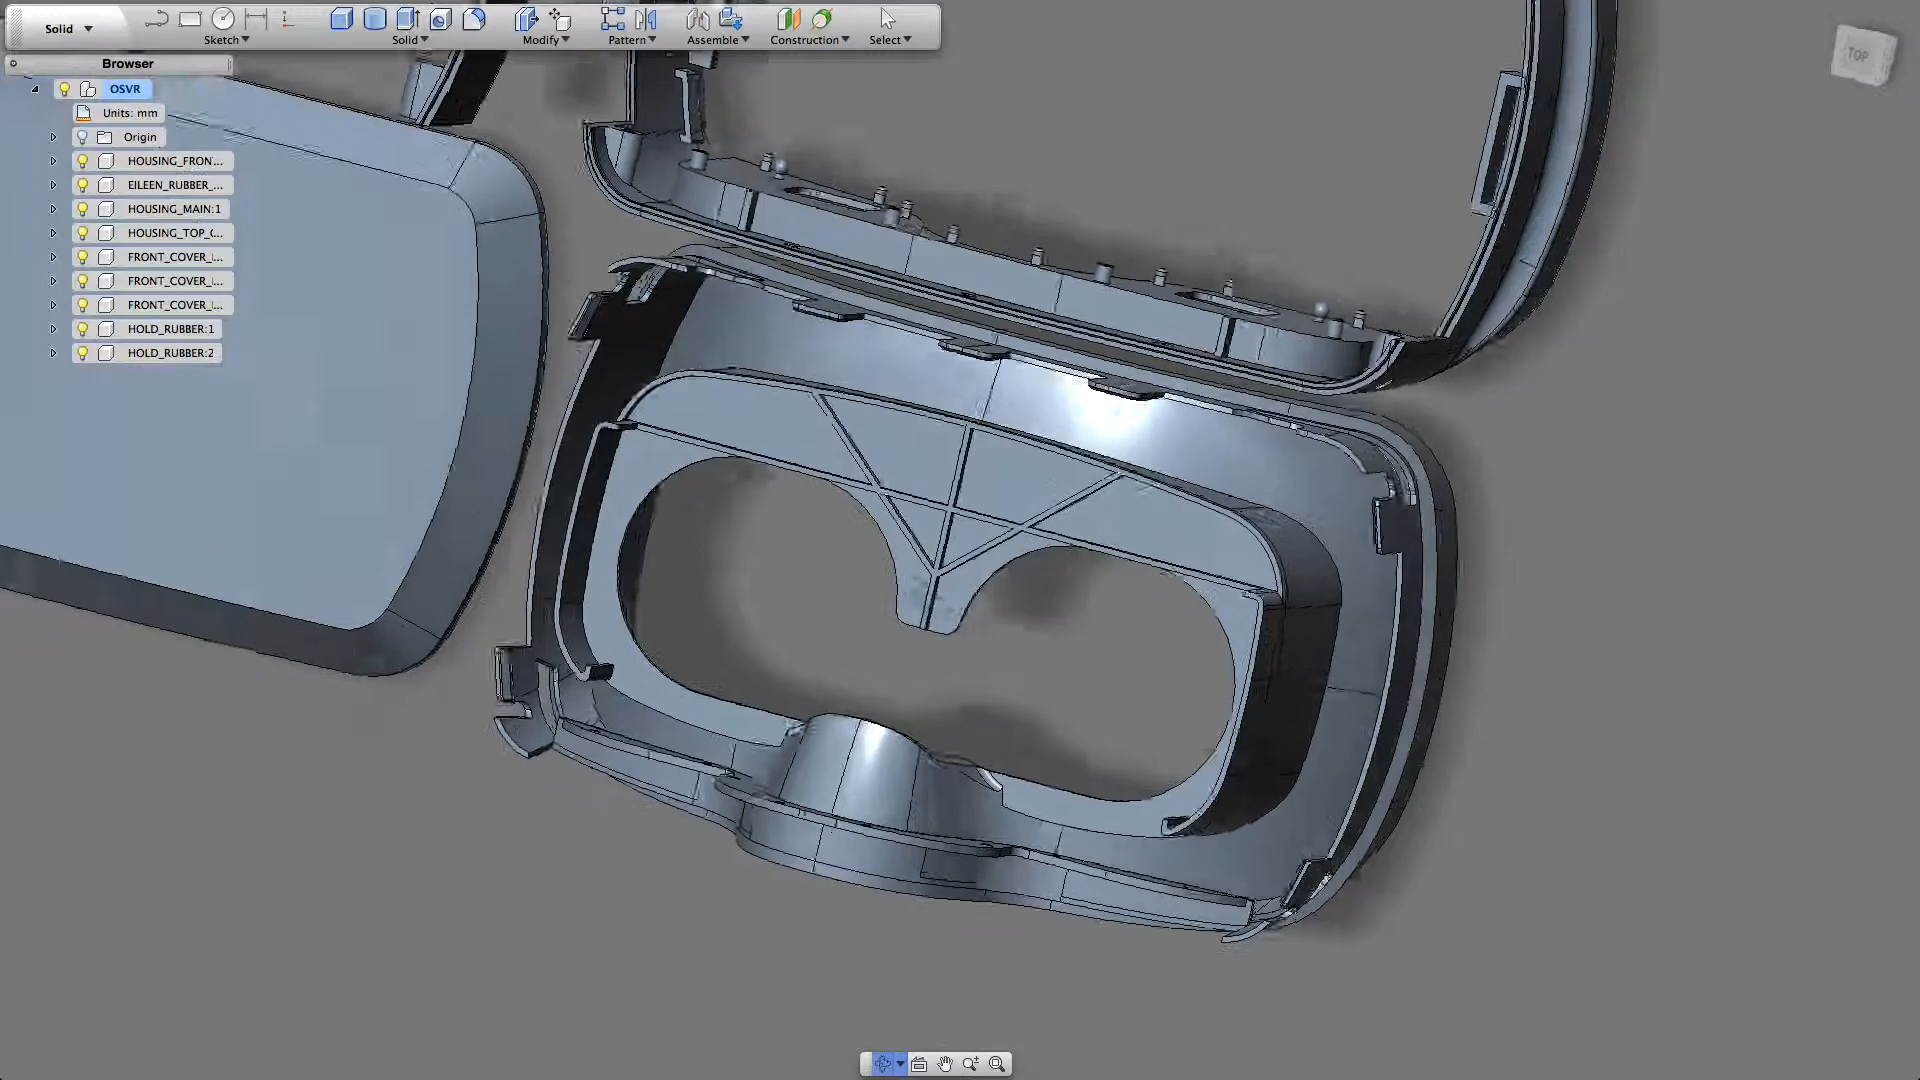 Solid
Sketch
Solid
Modify
Pattern
Assemble
Construction
Select
TOP
Browser
OSVR
Units: mm
Origin
HOUSING_FRON...
EILEEN_RUBBER_...
HOUSING_MAIN:1
HOUSING_TOP_(...
FRONT_COVER_I...
FRONT_COVER_I...
FRONT_COVER_I...
HOLD_RUBBER:1
HOLD_RUBBER:2